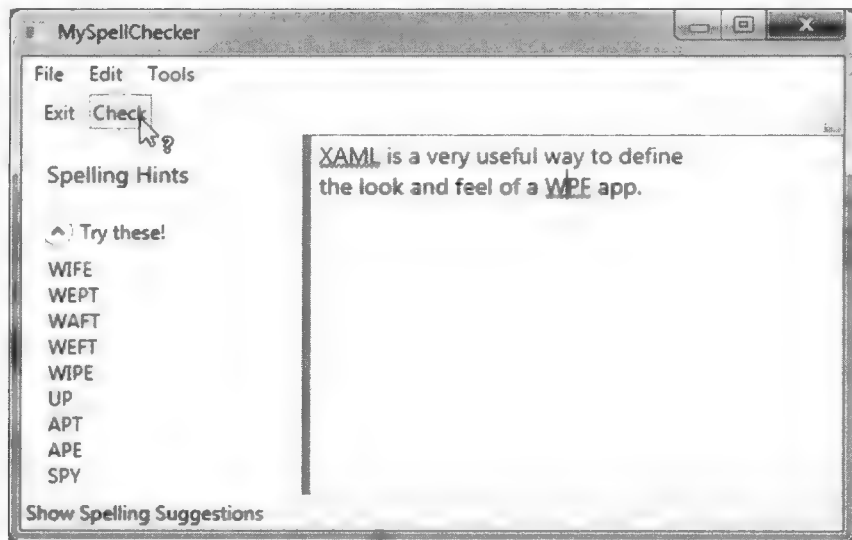 MySpellChecker
File Edit Tools
Exit Check
Spelling Hints
Try these!
WIFE
WEPT
WAFT
WEFT
WIPE
UP
APT
APE
SPY
XAML is a very useful way to define
the look and feel of a WPF app.
Show Spelling Suggestions